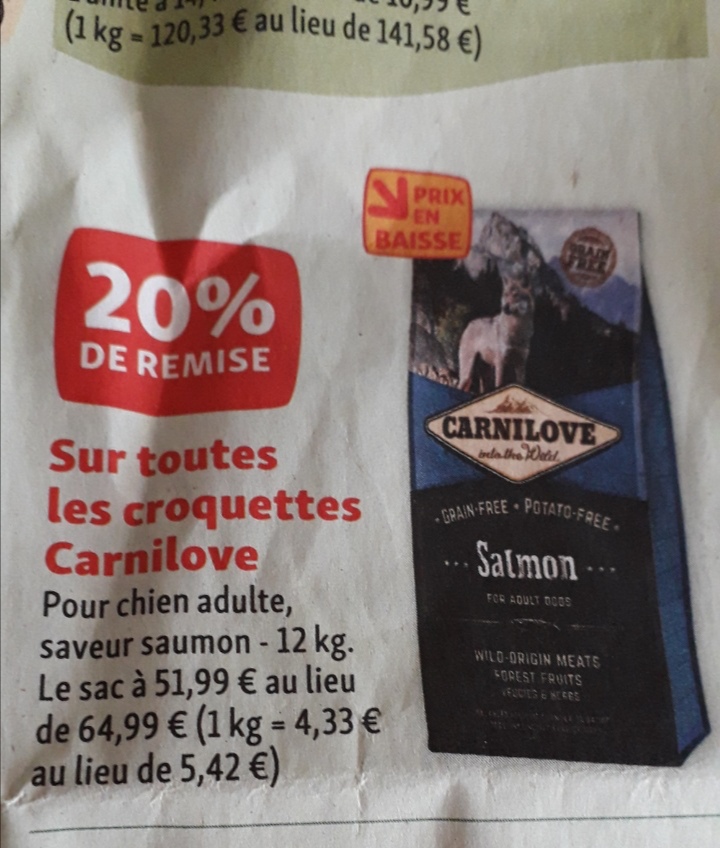 (1 kg = 120,33 € au lieu de 141,58 €)
PRIX
EN
BAISSE
20%
DE REMISE
GRAIN
FREE
CARNILOVE
into the Wild
Sur toutes
les croquettes
Carnilove
Pour chien adulte,
saveur saumon - 12 kg.
Le sac à 51,99 € au lieu
de 64,99 € (1 kg = 4,33 €
au lieu de 5,42 €)
• GRAIN-FREE • POTATO-FREE •
... Salmon ...
FOR ADULT DOGS
WILD-ORIGIN MEATS
FOREST FRUITS